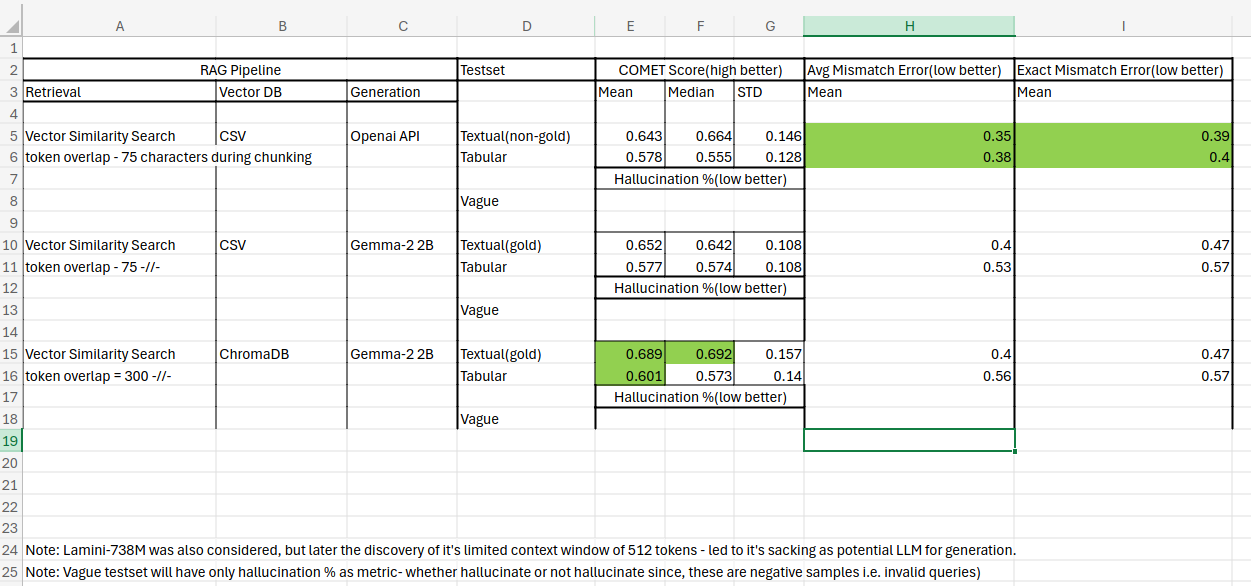 A B C D E F G H I
1
2 RAG Pipeline Testset COMET Score(high better) Avg Mismatch Error(low better) Exact Mismatch Error(low better)
3 Retrieval Vector DB Generation Mean Median STD Mean Mean
4
5 Vector Similarity Search CSV Openai API Textual(non-gold) 0.643 0.664 0.146 0.35 0.39
6 token overlap - 75 characters during chunking Tabular 0.578 0.555 0.128 0.38 0.4
7 Hallucination %(low better)
8 Vague
9
10 Vector Similarity Search CSV Gemma-2 2B Textual(gold) 0.652 0.642 0.108 0.4 0.47
11 token overlap - 75 -//- Tabular 0.577 0.574 0.108 0.53 0.57
12 Hallucination %(low better)
13 Vague
14
15 Vector Similarity Search ChromaDB Gemma-2 2B Textual(gold) 0.689 0.692 0.157 0.4 0.47
16 token overlap = 300 -//- Tabular 0.601 0.573 0.14 0.56 0.57
17 Hallucination %(low better)
18 Vague
19
20
21
22
23
24 Note: Lamini-738M was also considered, but later the discovery of it's limited context window of 512 tokens - led to it's sacking as potential LLM for generation.
25 Note: Vague testset will have only hallucination % as metric- whether hallucinate or not hallucinate since, these are negative samples i.e. invalid queries)